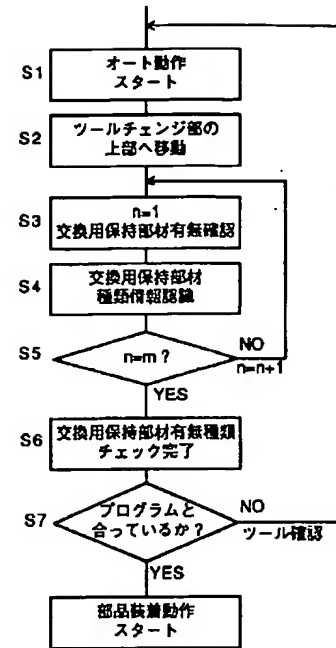 S1
オート動作
スタート
S2
ツールチェンジ部の
上部へ移動
S3
n=1
交換用保持部材有無確認
S4
交換用保持部材
種類情報認識
S5
n=m ?
NO
n=n+1
YES
S6
交換用保持部材有無種類
チェック完了
S7
プログラムと
合っているか？
NO
ツール確認
YES
部品装着動作
スタート